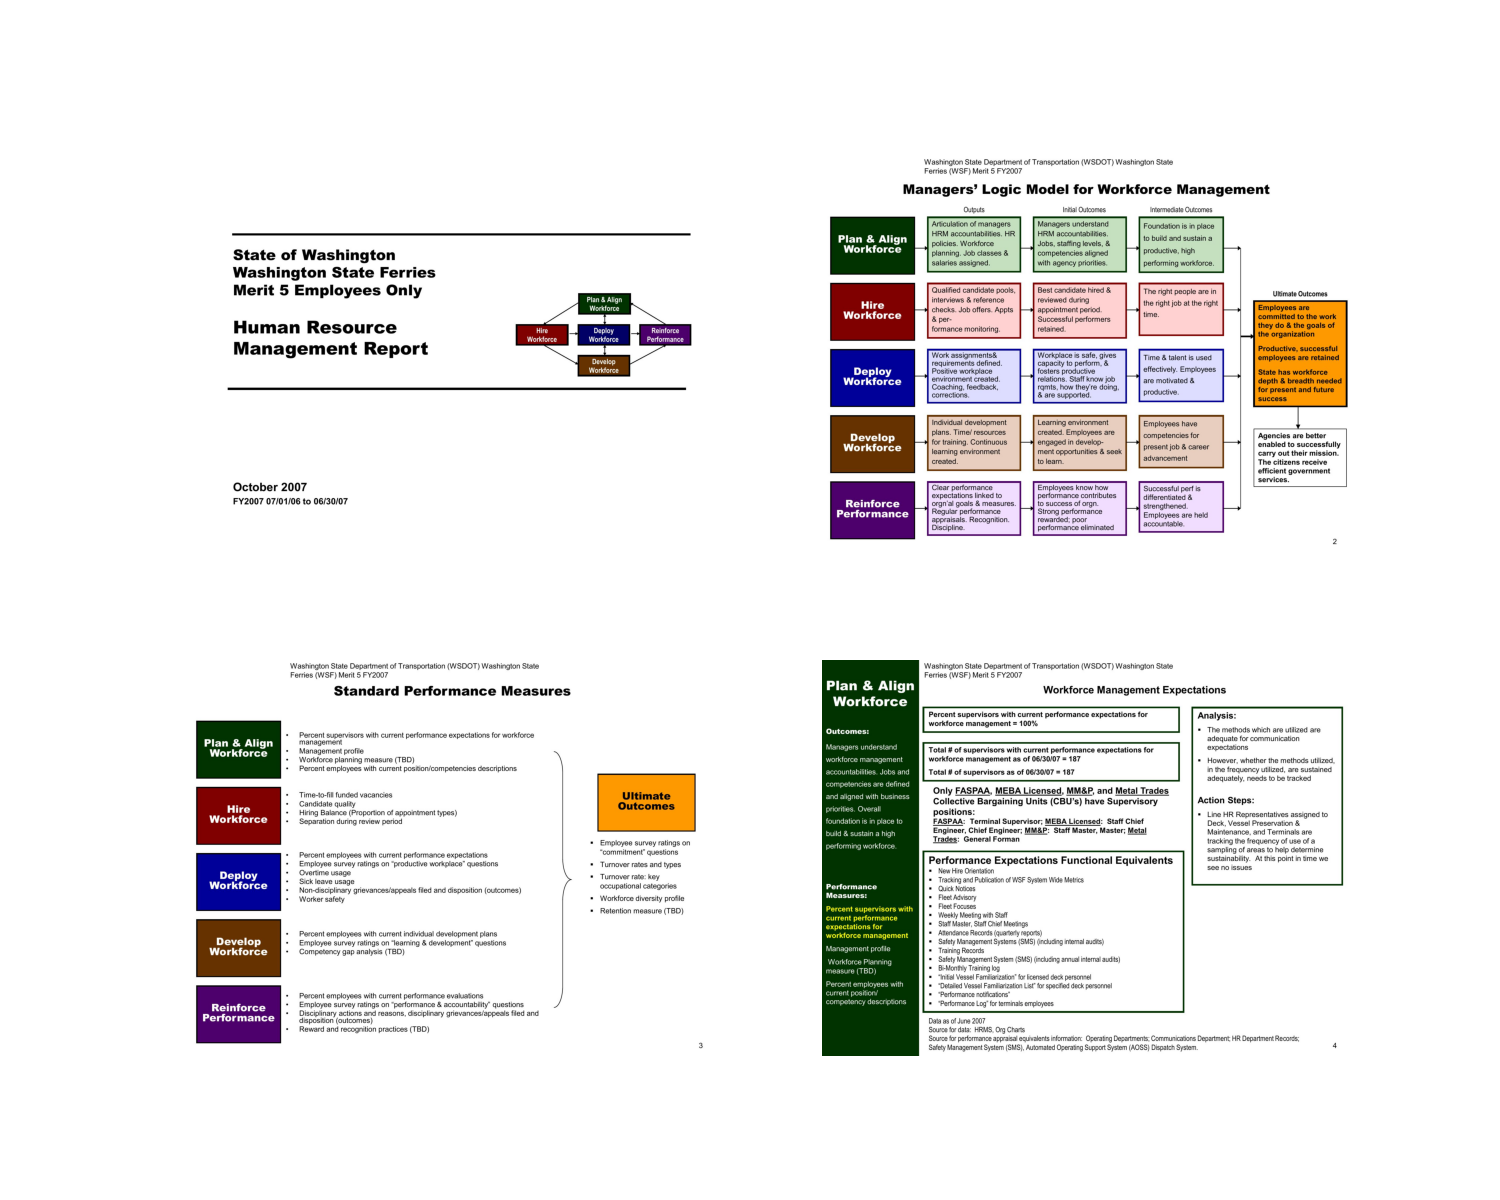 State of Washington
Washington State Ferries
Merit 5 Employees Only
Human Resource
Management Report
Plan & Align
Workforce
Hire
Workforce
Deploy
Workforce
Reinforce
Performance
Develop
Workforce
October 2007
FY2007 07/01/06 to 06/30/07
Washington State Department of Transportation (WSDOT) Washington State
Ferries (WSF) Merit 5 FY2007
Managers' Logic Model for Workforce Management
Outputs
Initial Outcomes
Intermediate Outcomes
Plan & Align
Workforce
Articulation of managers
HRM accountabilities. HR
policies. Workforce
planning. Job classes &
salaries assigned.
Managers understand
HRM accountabilities.
Jobs, staffing levels, &
competencies aligned
with agency priorities.
Foundation is in place
to build and sustain a
productive, high
performing workforce.
Hire
Workforce
Qualified candidate pools,
interviews & reference
checks. Job offers. Appts
& per-
formance monitoring.
Best candidate hired &
reviewed during
appointment period.
Successful performers
retained.
The right people are in
the right job at the right
time.
Deploy
Workforce
Work assignments&
requirements defined.
Positive workplace
environment created.
Coaching, feedback,
corrections.
Workplace is safe, gives
capacity to perform, &
fosters productive
relations. Staff know job
rqmts, how they're doing,
& are supported.
Time & talent is used
effectively. Employees
are motivated &
productive.
Develop
Workforce
Individual development
plans. Time/ resources
for training. Continuous
learning environment
created.
Learning environment
created. Employees are
engaged in develop-
ment opportunities & seek
to learn.
Employees have
competencies for
present job & career
advancement
Reinforce
Performance
Clear performance
expectations linked to
orgn'al goals & measures.
Regular performance
appraisals. Recognition.
Discipline.
Employees know how
performance contributes
to success of orgn.
Strong performance
rewarded; poor
performance eliminated
Successful perf is
differentiated &
strengthened.
Employees are held
accountable.
Ultimate Outcomes
Employees are
committed to the work
they do & the goals of
the organization
Productive, successful
employees are retained
State has workforce
depth & breadth needed
for present and future
success
Agencies are better
enabled to successfully
carry out their mission.
The citizens receive
efficient government
services.
2
Washington State Department of Transportation (WSDOT) Washington State
Ferries (WSF) Merit 5 FY2007
Standard Performance Measures
Plan & Align
Workforce
• Percent supervisors with current performance expectations for workforce
management
• Management profile
• Workforce planning measure (TBD)
• Percent employees with current position/competencies descriptions
Hire
Workforce
• Time-to-fill funded vacancies
• Candidate quality
• Hiring Balance (Proportion of appointment types)
• Separation during review period
Deploy
Workforce
• Percent employees with current performance expectations
• Employee survey ratings on "productive workplace" questions
• Overtime usage
• Sick leave usage
• Non-disciplinary grievances/appeals filed and disposition (outcomes)
• Worker safety
Develop
Workforce
• Percent employees with current individual development plans
• Employee survey ratings on "learning & development" questions
• Competency gap analysis (TBD)
Reinforce
Performance
• Percent employees with current performance evaluations
• Employee survey ratings on "performance & accountability" questions
• Disciplinary actions and reasons, disciplinary grievances/appeals filed and
disposition (outcomes)
• Reward and recognition practices (TBD)
Ultimate
Outcomes
▪ Employee survey ratings on
"commitment" questions
▪ Turnover rates and types
▪ Turnover rate: key
occupational categories
▪ Workforce diversity profile
▪ Retention measure (TBD)
3
Plan & Align
Workforce
Outcomes:
Managers understand
workforce management
accountabilities. Jobs and
competencies are defined
and aligned with business
priorities. Overall
foundation is in place to
build & sustain a high
performing workforce.
Performance
Measures:
Percent supervisors with
current performance
expectations for
workforce management
Management profile
Workforce Planning
measure (TBD)
Percent employees with
current position/
competency descriptions
Washington State Department of Transportation (WSDOT) Washington State
Ferries (WSF) Merit 5 FY2007
Workforce Management Expectations
Percent supervisors with current performance expectations for
workforce management = 100%
Total # of supervisors with current performance expectations for
workforce management as of 06/30/07 = 187
Total # of supervisors as of 06/30/07 = 187
Only FASPAA, MEBA Licensed, MM&P, and Metal Trades
Collective Bargaining Units (CBU's) have Supervisory
positions:
FASPAA: Terminal Supervisor; MEBA Licensed: Staff Chief
Engineer, Chief Engineer; MM&P: Staff Master, Master; Metal
Trades: General Forman
Performance Expectations Functional Equivalents
▪ New Hire Orientation
▪ Tracking and Publication of WSF System Wide Metrics
▪ Quick Notices
▪ Fleet Advisory
▪ Fleet Focuses
▪ Weekly Meeting with Staff
▪ Staff Master, Staff Chief Meetings
▪ Attendance Records (quarterly reports)
▪ Safety Management Systems (SMS) (including internal audits)
▪ Training Records
▪ Safety Management System (SMS) (including annual internal audits)
▪ Bi-Monthly Training log
▪ "Initial Vessel Familiarization" for licensed deck personnel
▪ "Detailed Vessel Familiarization List" for specified deck personnel
▪ "Performance notifications"
▪ "Performance Log" for terminals employees
Analysis:
▪ The methods which are utilized are
adequate for communication
expectations
▪ However, whether the methods utilized,
in the frequency utilized, are sustained
adequately, needs to be tracked
Action Steps:
▪ Line HR Representatives assigned to
Deck, Vessel Preservation &
Maintenance, and Terminals are
tracking the frequency of use of a
sampling of areas to help determine
sustainability. At this point in time we
see no issues
Data as of June 2007
Source for data: HRMS, Org Charts
Source for performance appraisal equivalents information: Operating Departments; Communications Department; HR Department Records;
Safety Management System (SMS), Automated Operating Support System (AOSS) Dispatch System.
4